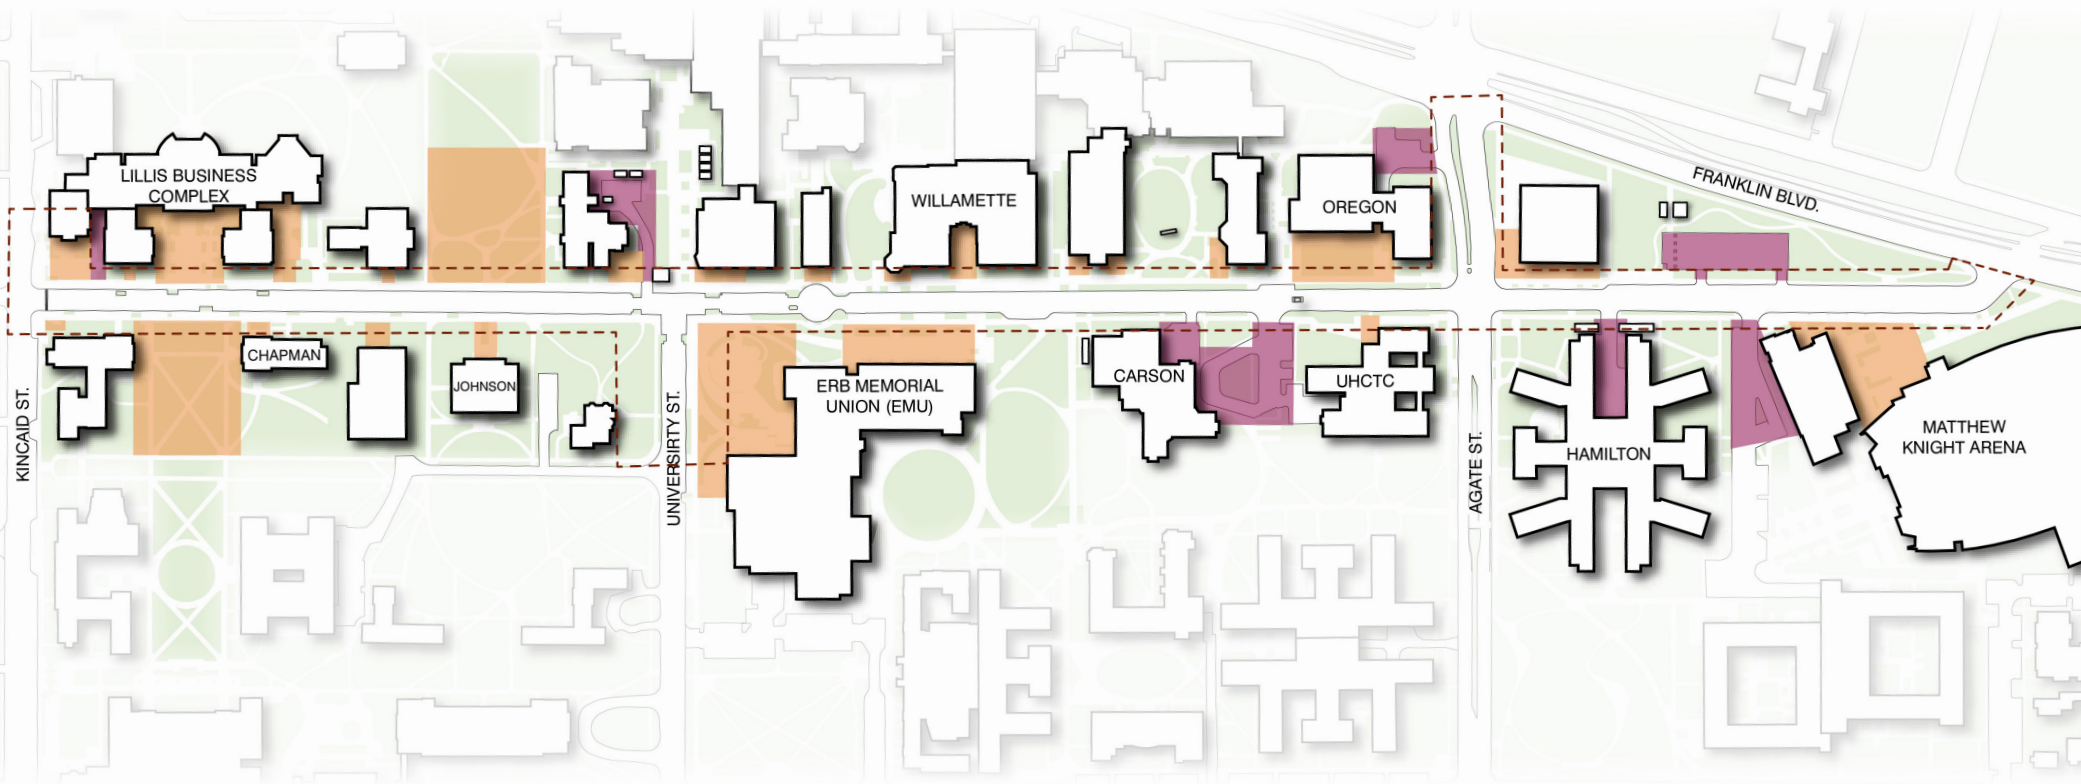 LILLIS BUSINESS
COMPLEX
WILLAMETTE
OREGON
FRANKLIN BLVD.
CHAPMAN
JOHNSON
ERB MEMORIAL
UNION (EMU)
CARSON
UHCTC
HAMILTON
MATTHEW
KNIGHT ARENA
KINCAID ST.
UNIVERSIRTY ST.
AGATE ST.